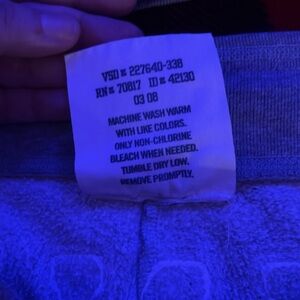 VSD# 227640-338
RN# 70817 ID# 42130
03 08
MACHINE WASH WARM
WITH LIKE COLORS.
ONLY NON-CHLORINE
BLEACH WHEN NEEDED.
TUMBLE DRY LOW.
REMOVE PROMPTLY.